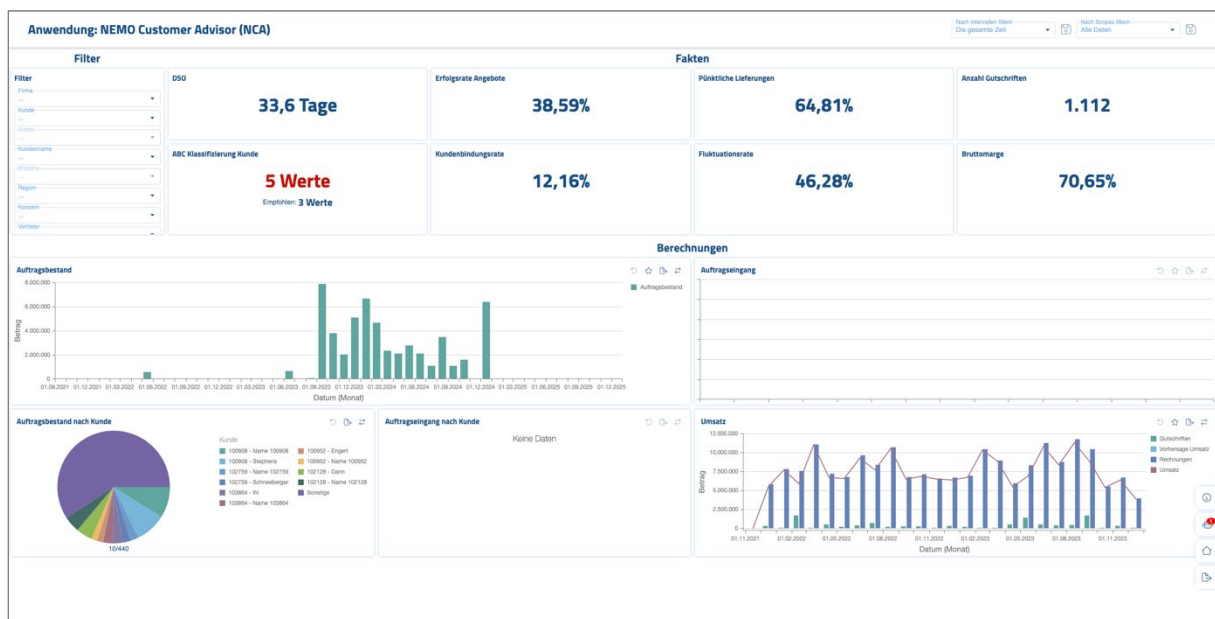 Anwendung: NEMO Customer Advisor (NCA)
Nach Intervallen filtern
Die gesamte Zeit
Nach Scopes filtern
Alle Daten
Filter
Fakten
Filter
Firma
...
Kunde
...
Kunde
...
Kundenname
...
Branche
...
Region
...
Konzern
...
Vertreter
DSO
33,6 Tage
Erfolgsrate Angebote
38,59%
Pünktliche Lieferungen
64,81%
Anzahl Gutschriften
1.112
ABC Klassifizierung Kunde
5 Werte
Empfohlen: 3 Werte
Kundenbindungsrate
12,16%
Fluktuationsrate
46,28%
Bruttomarge
70,65%
Berechnungen
Auftragsbestand
8.000.000
6.000.000
4.000.000
2.000.000
0
Betrag
01.09.2021 01.12.2021 01.03.2022 01.06.2022 01.09.2022 01.12.2022 01.03.2023 01.06.2023 01.09.2023 01.12.2023 01.03.2024 01.06.2024 01.09.2024 01.12.2024 01.03.2025 01.06.2025 01.09.2025 01.12.2025
Datum (Monat)
Auftragsbestand
Auftragseingang
Auftragsbestand nach Kunde
Kunde
100908 - Name 100908
100952 - Engert
100908 - Stephens
100952 - Name 100952
102759 - Name 102759
102128 - Dann
102759 - Schneeberger
102128 - Name 102128
103864 - Ihl
Sonstige
103864 - Name 103864
10/440
Auftragseingang nach Kunde
Keine Daten
Umsatz
12.500.000
10.000.000
7.500.000
5.000.000
2.500.000
0
Betrag
01.11.2021 01.02.2022 01.05.2022 01.08.2022 01.11.2022 01.02.2023 01.05.2023 01.08.2023 01.11.2023
Datum (Monat)
Gutschriften
Vorhersage Umsatz
Rechnungen
Umsatz
1